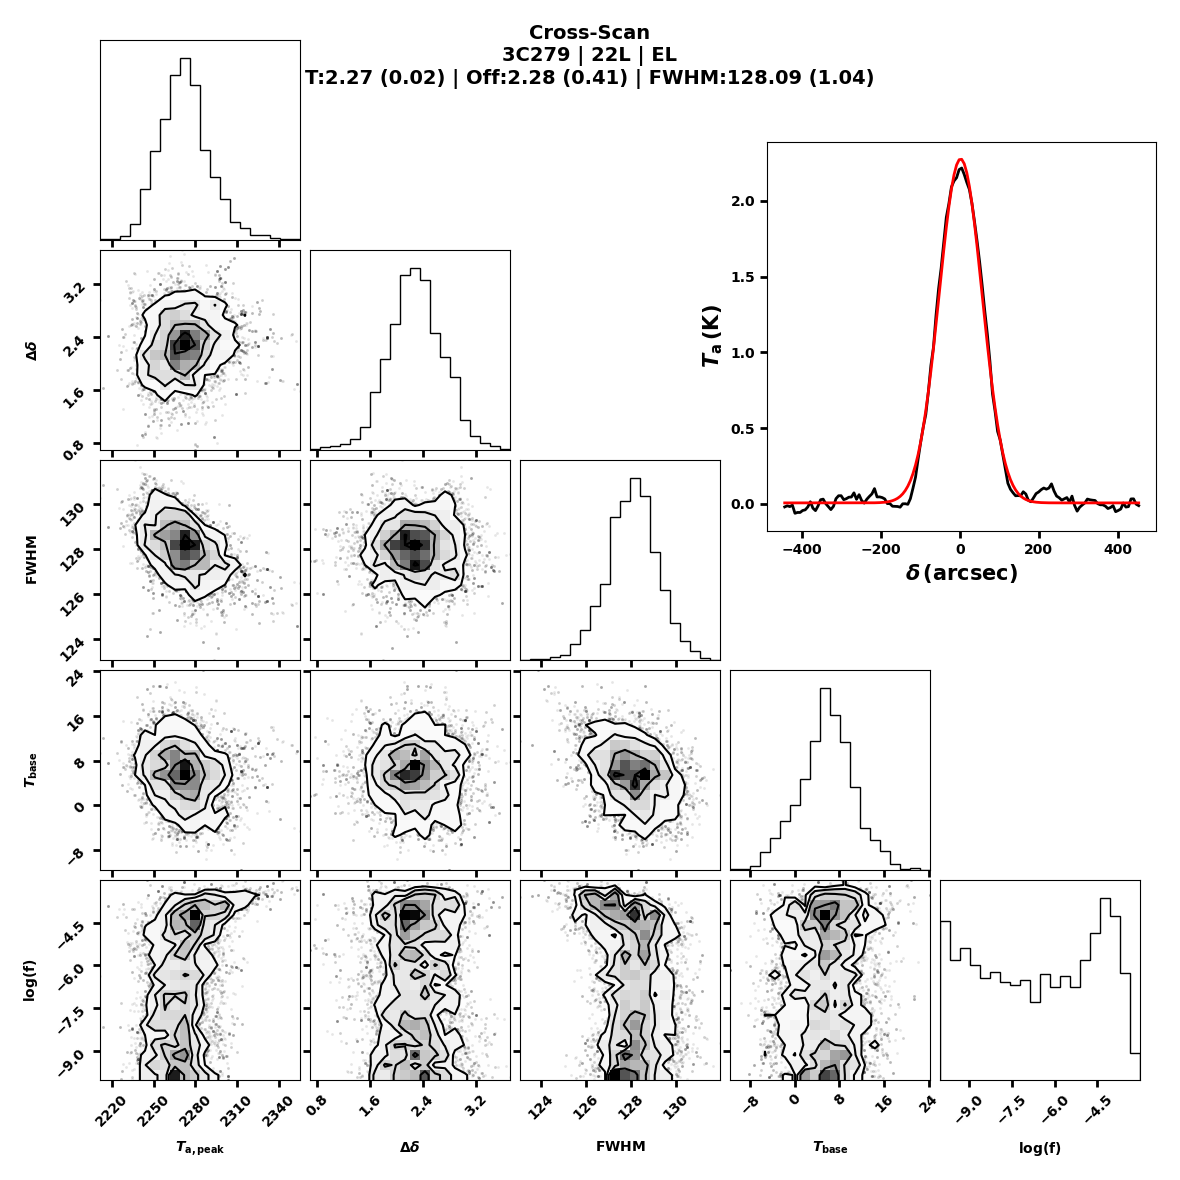 Cross-Scan
3C279 | 22L | EL
T:2.27 (0.02) | Off:2.28 (0.41) | FWHM:128.09 (1.04)
2.0
1.5
1.0
0.5
0.0
Ta (K)
−400 −200 0 200 400
δ (arcsec)
3.2
2.4
1.6
0.8
Δδ
130
128
126
124
FWHM
24
16
8
0
−8
Tbase
−4.5
−6.0
−7.5
−9.0
log(f)
2220 2250 2280 2310 2340
0.8 1.6 2.4 3.2
124 126 128 130
−8 0 8 16 24
−9.0 −7.5 −6.0 −4.5
Ta,peak Δδ FWHM Tbase log(f)